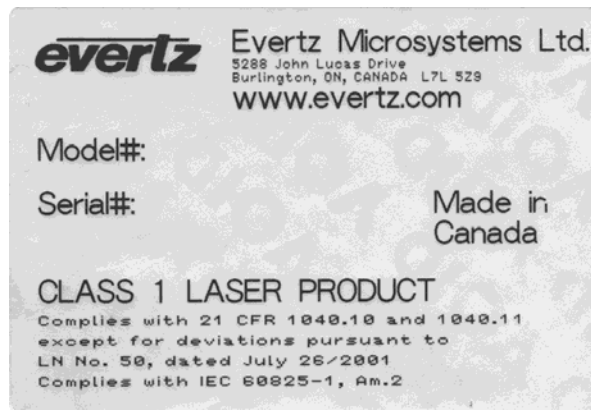 evertz
Evertz Microsystems Ltd.
5288 John Lucas Drive
Burlington, ON, CANADA L7L 5Z9
www.evertz.com
Model#:
Serial#:
Made in
Canada
CLASS 1 LASER PRODUCT
Complies with 21 CFR 1040.10 and 1040.11
except for deviations pursuant to
LN No. 50, dated July 26/2001
Complies with IEC 60825-1, Am.2